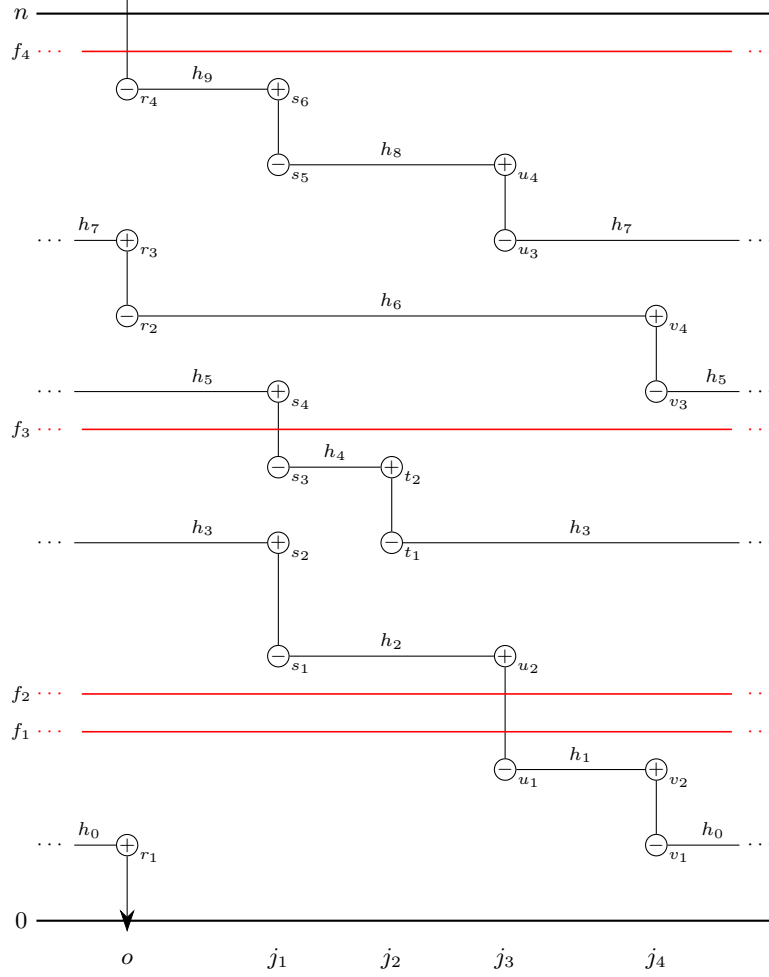 n
f₄ ··· ··
h₉
− r₄ + s₆
h₈
− s₅ + u₄
h₇ h₇
··· + r₃ − u₃ ··
h₆
− r₂ + v₄
h₅ h₅
··· + s₄ − v₃ ··
f₃ ··· ··
h₄
− s₃ + t₂
h₃ h₃
··· + s₂ − t₁ ··
h₂
− s₁ + u₂
f₂ ··· ··
f₁ ··· ··
h₁
− u₁ + v₂
h₀ h₀
··· + r₁ − v₁ ··
0
o j₁ j₂ j₃ j₄